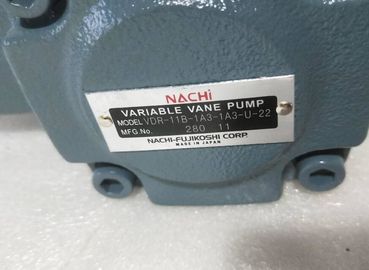 NACHi
VARIABLE VANE PUMP
MODEL VDR-11B-1A3-1A3-U-22
MFG.No. 280 11
NACHI-FUJIKOSHI CORP.
MADE IN JAPAN